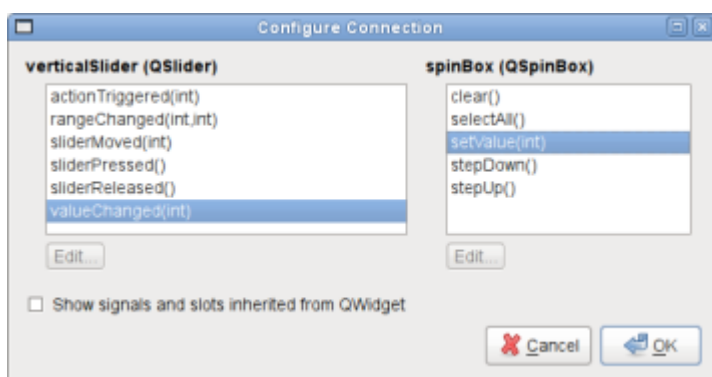 Configure Connection
verticalSlider (QSlider)
actionTriggered(int)
rangeChanged(int,int)
sliderMoved(int)
sliderPressed()
sliderReleased()
valueChanged(int)
Edit...
spinBox (QSpinBox)
clear()
selectAll()
setValue(int)
stepDown()
stepUp()
Edit...
Show signals and slots inherited from QWidget
Cancel
OK